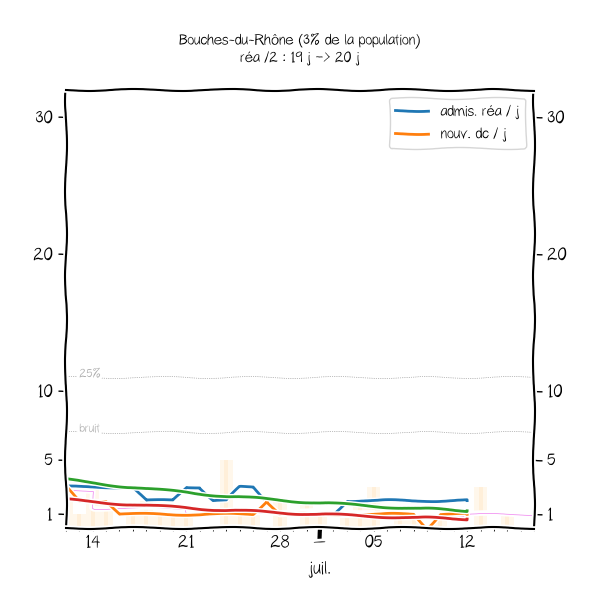 Bouches-du-Rhône (3% de la population)
réa /2 : 19 j -> 20 j
admis. réa / j
nouv. dc / j
30
30
20
20
25%
10
10
bruit
5
5
1
1
14
21
28
05
12
juil.